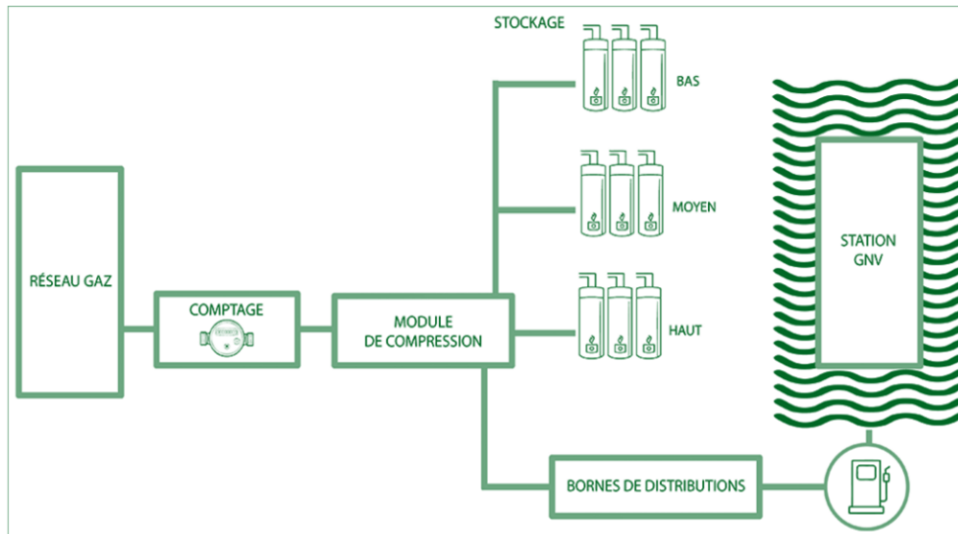 STOCKAGE
BAS
MOYEN
HAUT
RÉSEAU GAZ
COMPTAGE
MODULE
DE COMPRESSION
STATION
GNV
BORNES DE DISTRIBUTIONS